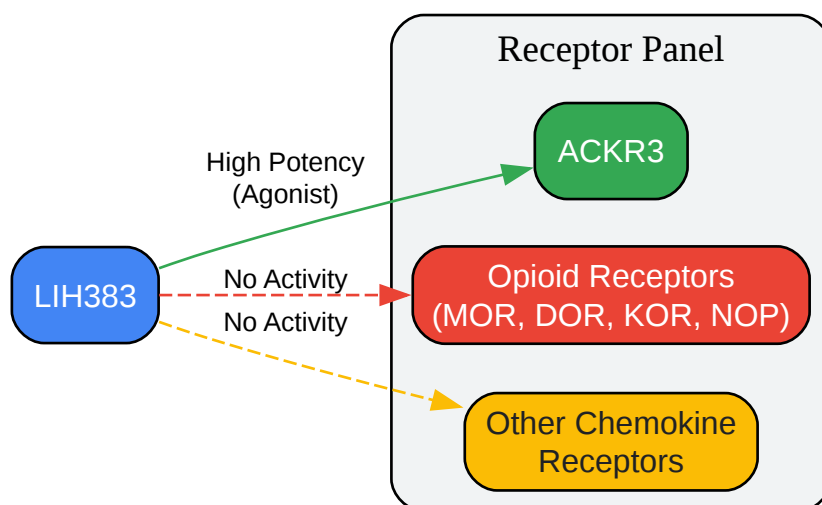 Receptor Panel
ACKR3
High Potency
(Agonist)
LIH383
No Activity
Opioid Receptors
(MOR, DOR, KOR, NOP)
No Activity
Other Chemokine
Receptors